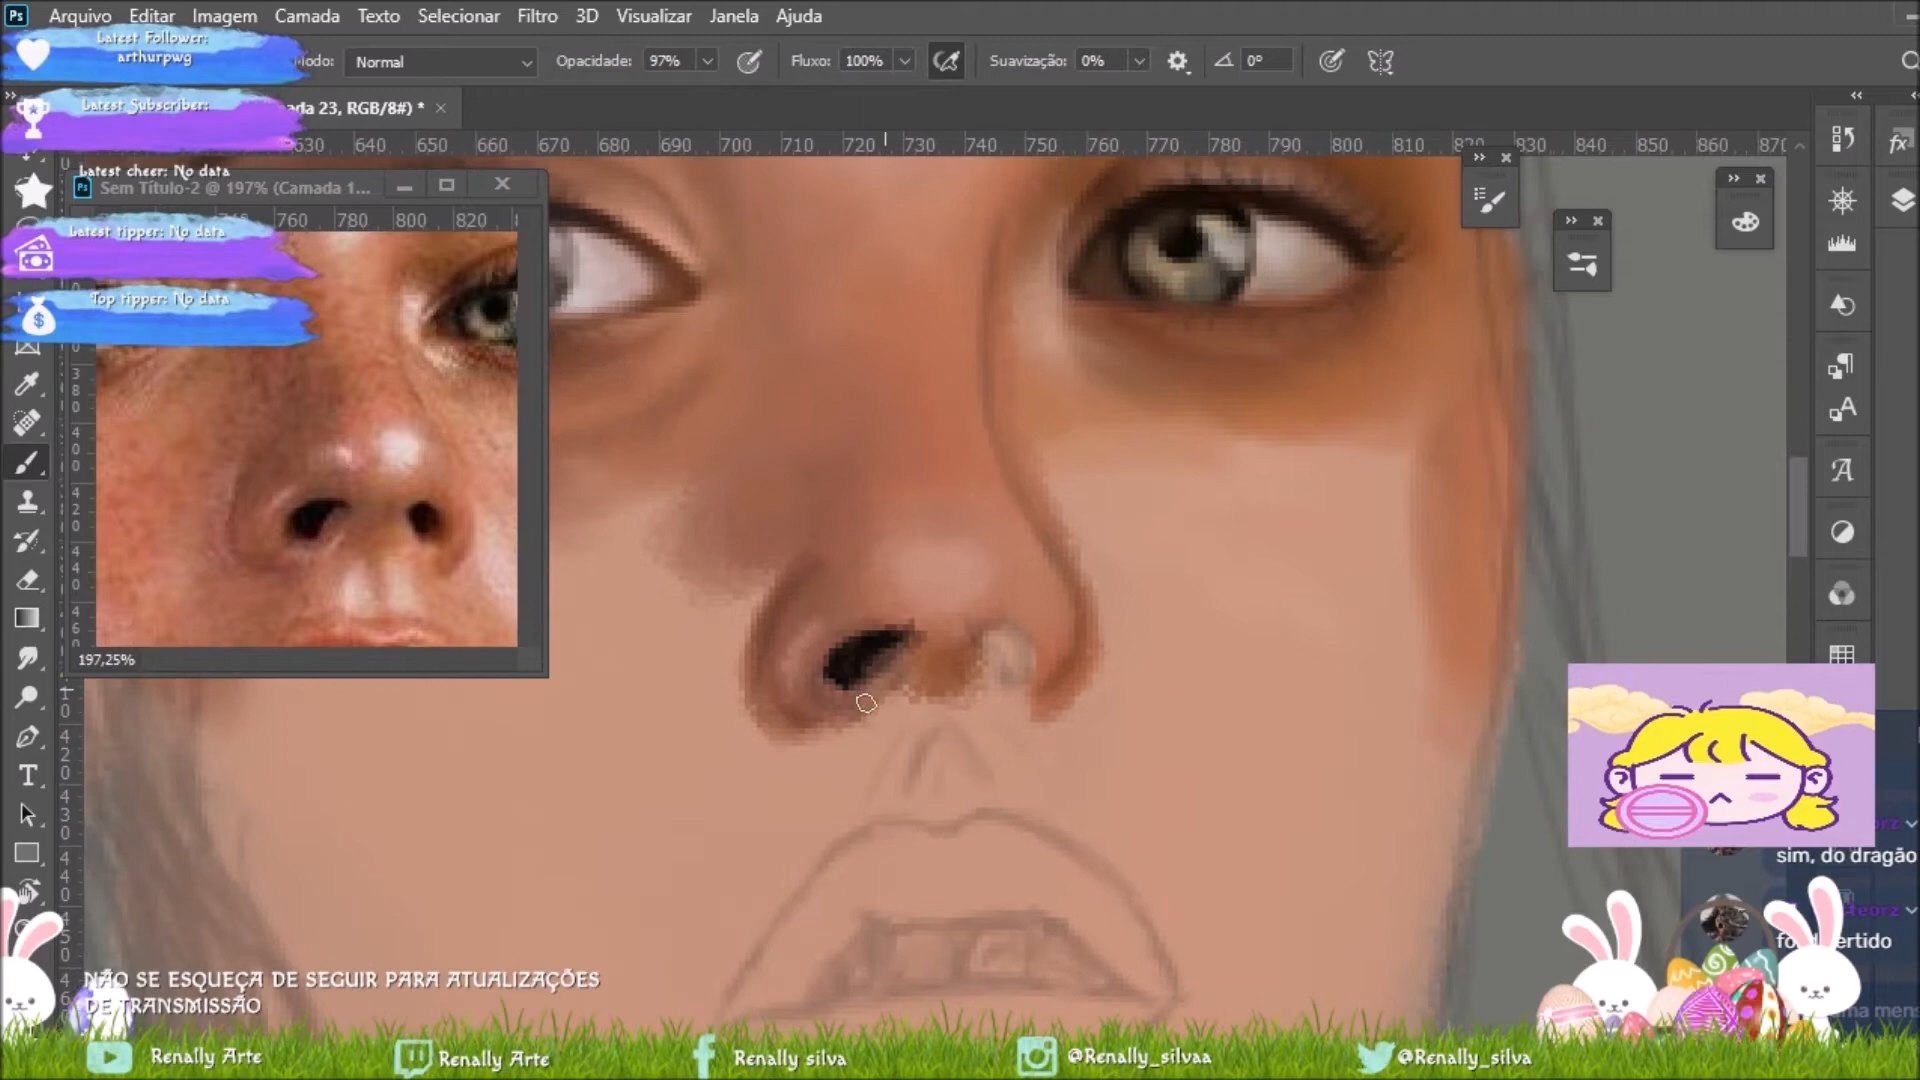 Ps Arquivo Editar Imagem Camada Texto Selecionar Filtro 3D Visualizar Janela Ajuda
Latest Follower:
arthurpwg
Modo: Normal Opacidade: 97% Fluxo: 100% Suavização: 0% 0°
Latest Subscriber:
ada 23, RGB/8#) *
630 640 650 660 670 680 690 700 710 720 730 740 750 760 770 780 790 800 810 820 830 840 850 860 870
Latest cheer: No data
Ps Sem Título-2 @ 197% (Camada 1...
760 780 800 820
Latest tipper: No data
Top tipper: No data
197,25%
sim, do dragão
NÃO SE ESQUEÇA DE SEGUIR PARA ATUALIZAÇÕES
DE TRANSMISSÃO
Renally Arte
Renally Arte
Renally silva
@Renally_silvaa
@Renally_silva